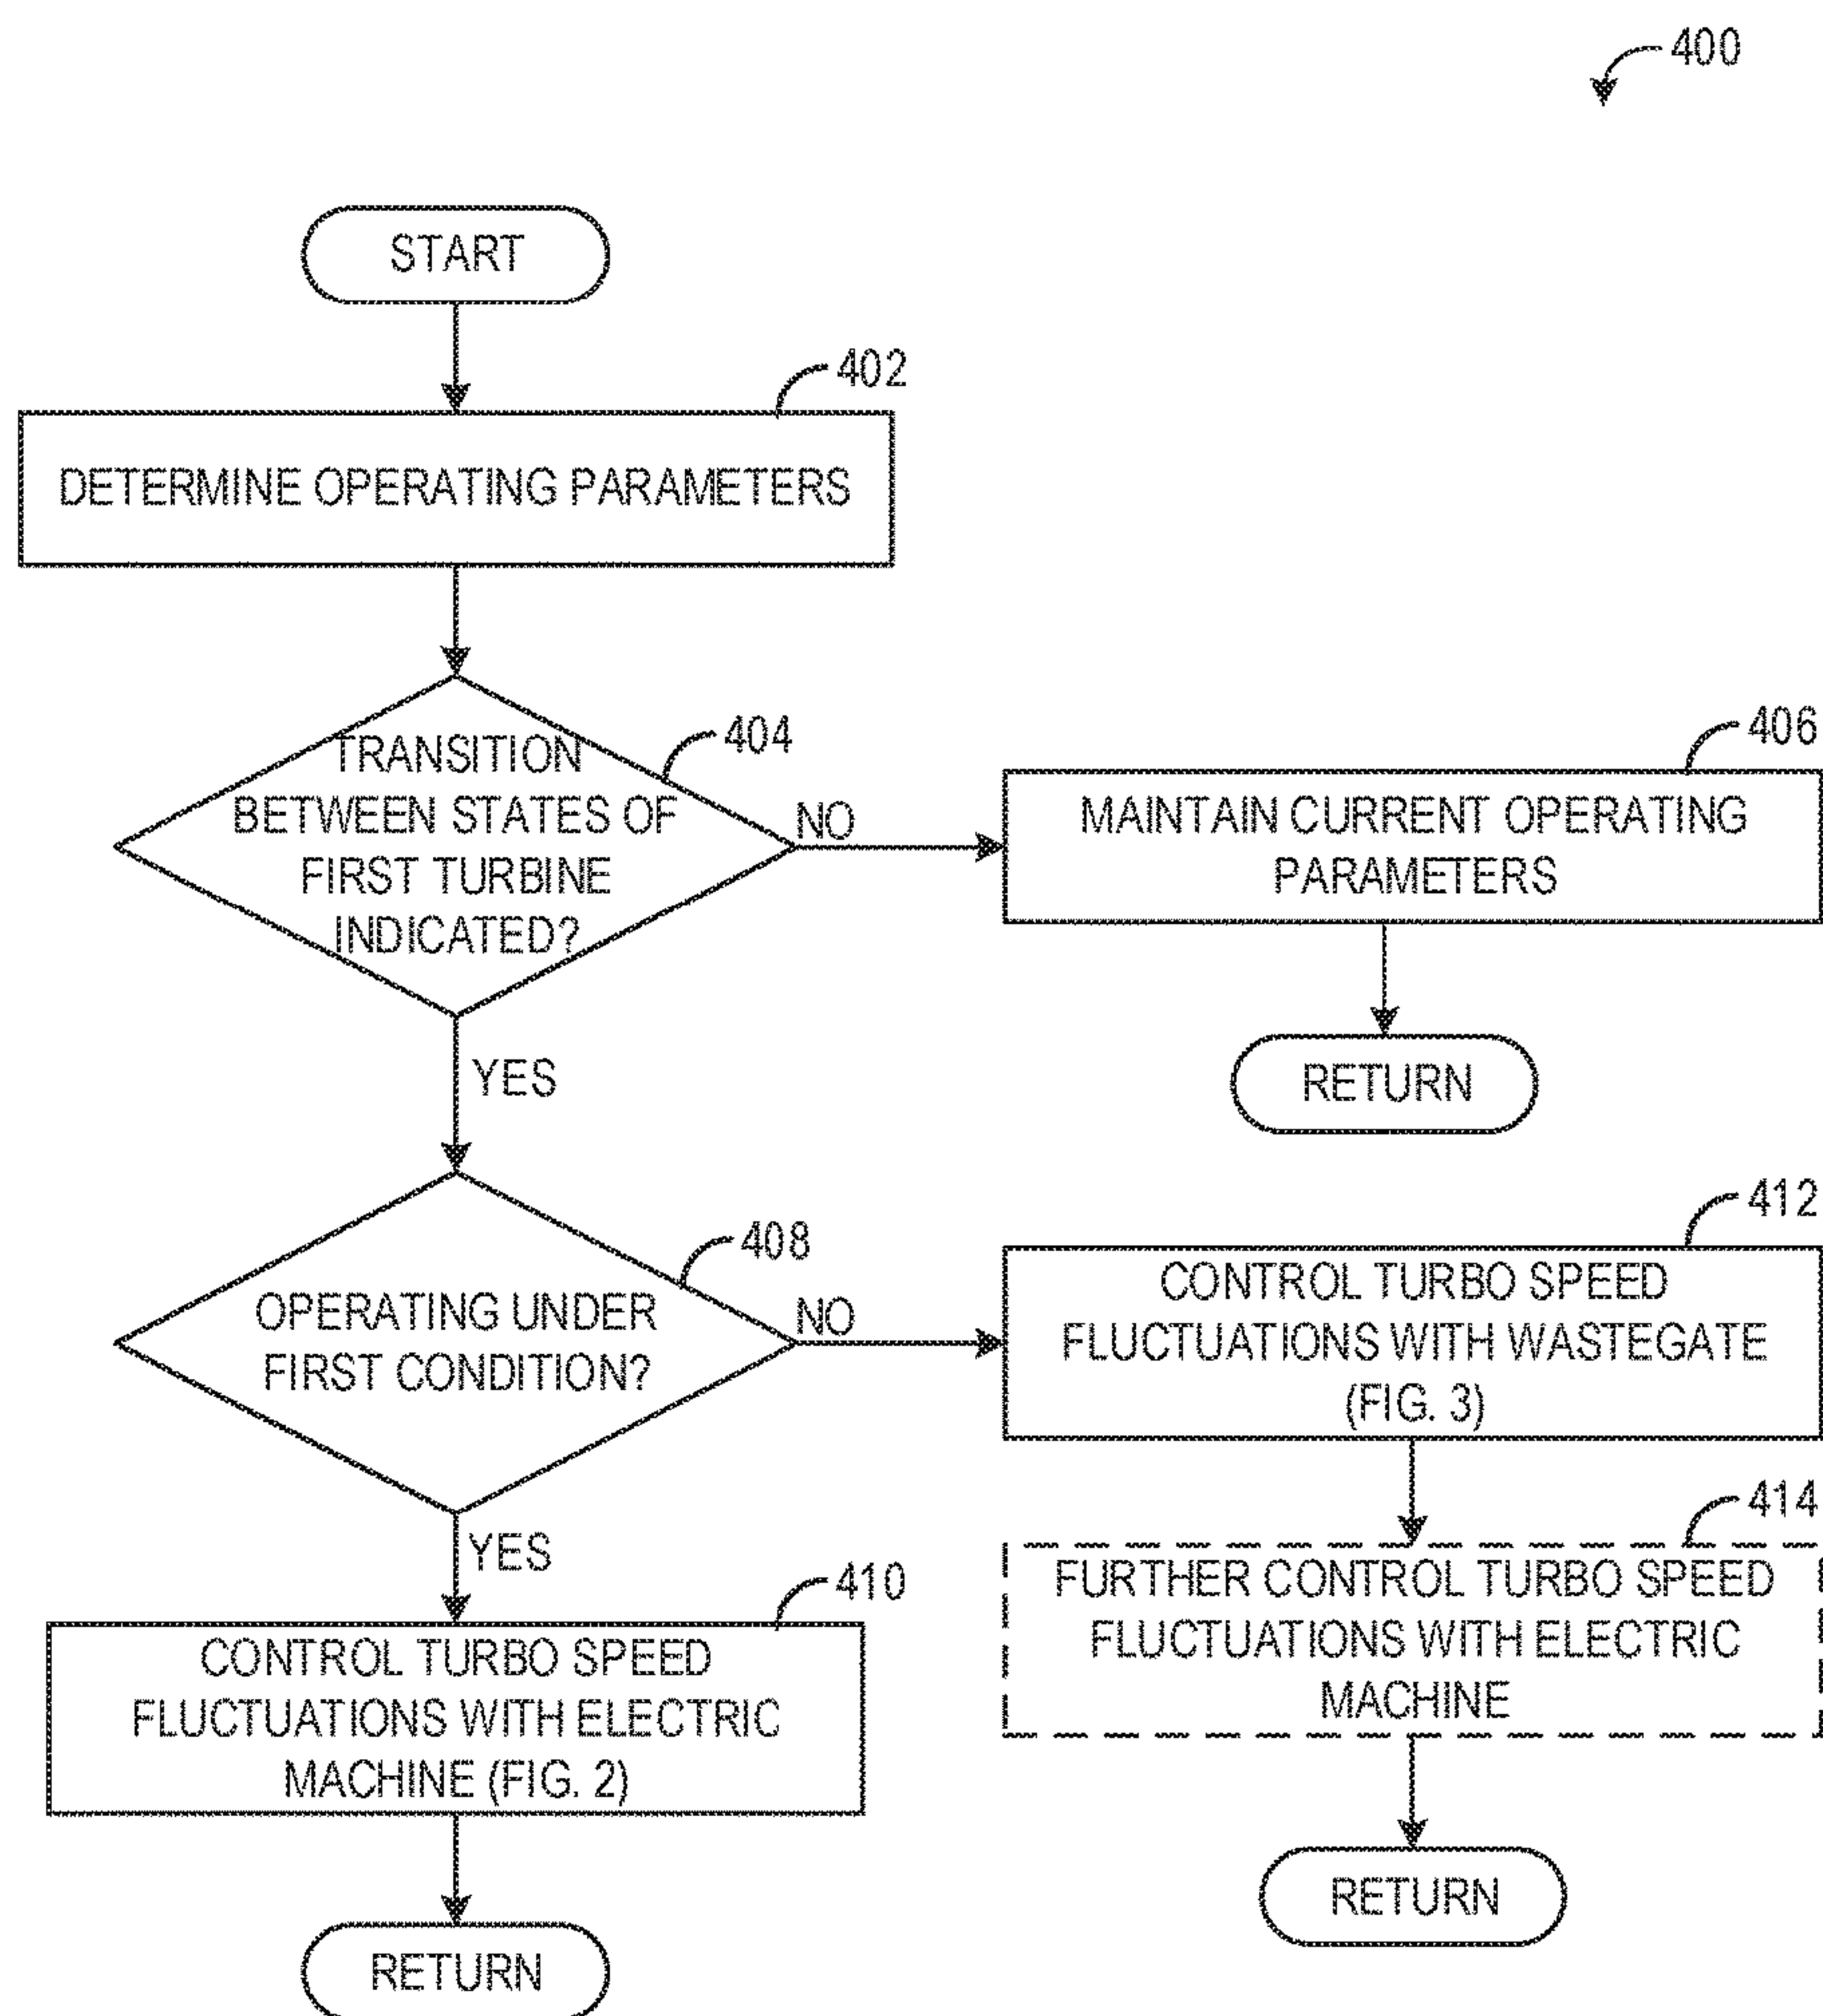 400
START
402
DETERMINE OPERATING PARAMETERS
404
TRANSITION
BETWEEN STATES OF
FIRST TURBINE
INDICATED?
NO
406
MAINTAIN CURRENT OPERATING
PARAMETERS
RETURN
YES
408
OPERATING UNDER
FIRST CONDITION?
NO
412
CONTROL TURBO SPEED
FLUCTUATIONS WITH WASTEGATE
(FIG. 3)
414
FURTHER CONTROL TURBO SPEED
FLUCTUATIONS WITH ELECTRIC
MACHINE
RETURN
YES
410
CONTROL TURBO SPEED
FLUCTUATIONS WITH ELECTRIC
MACHINE (FIG. 2)
RETURN